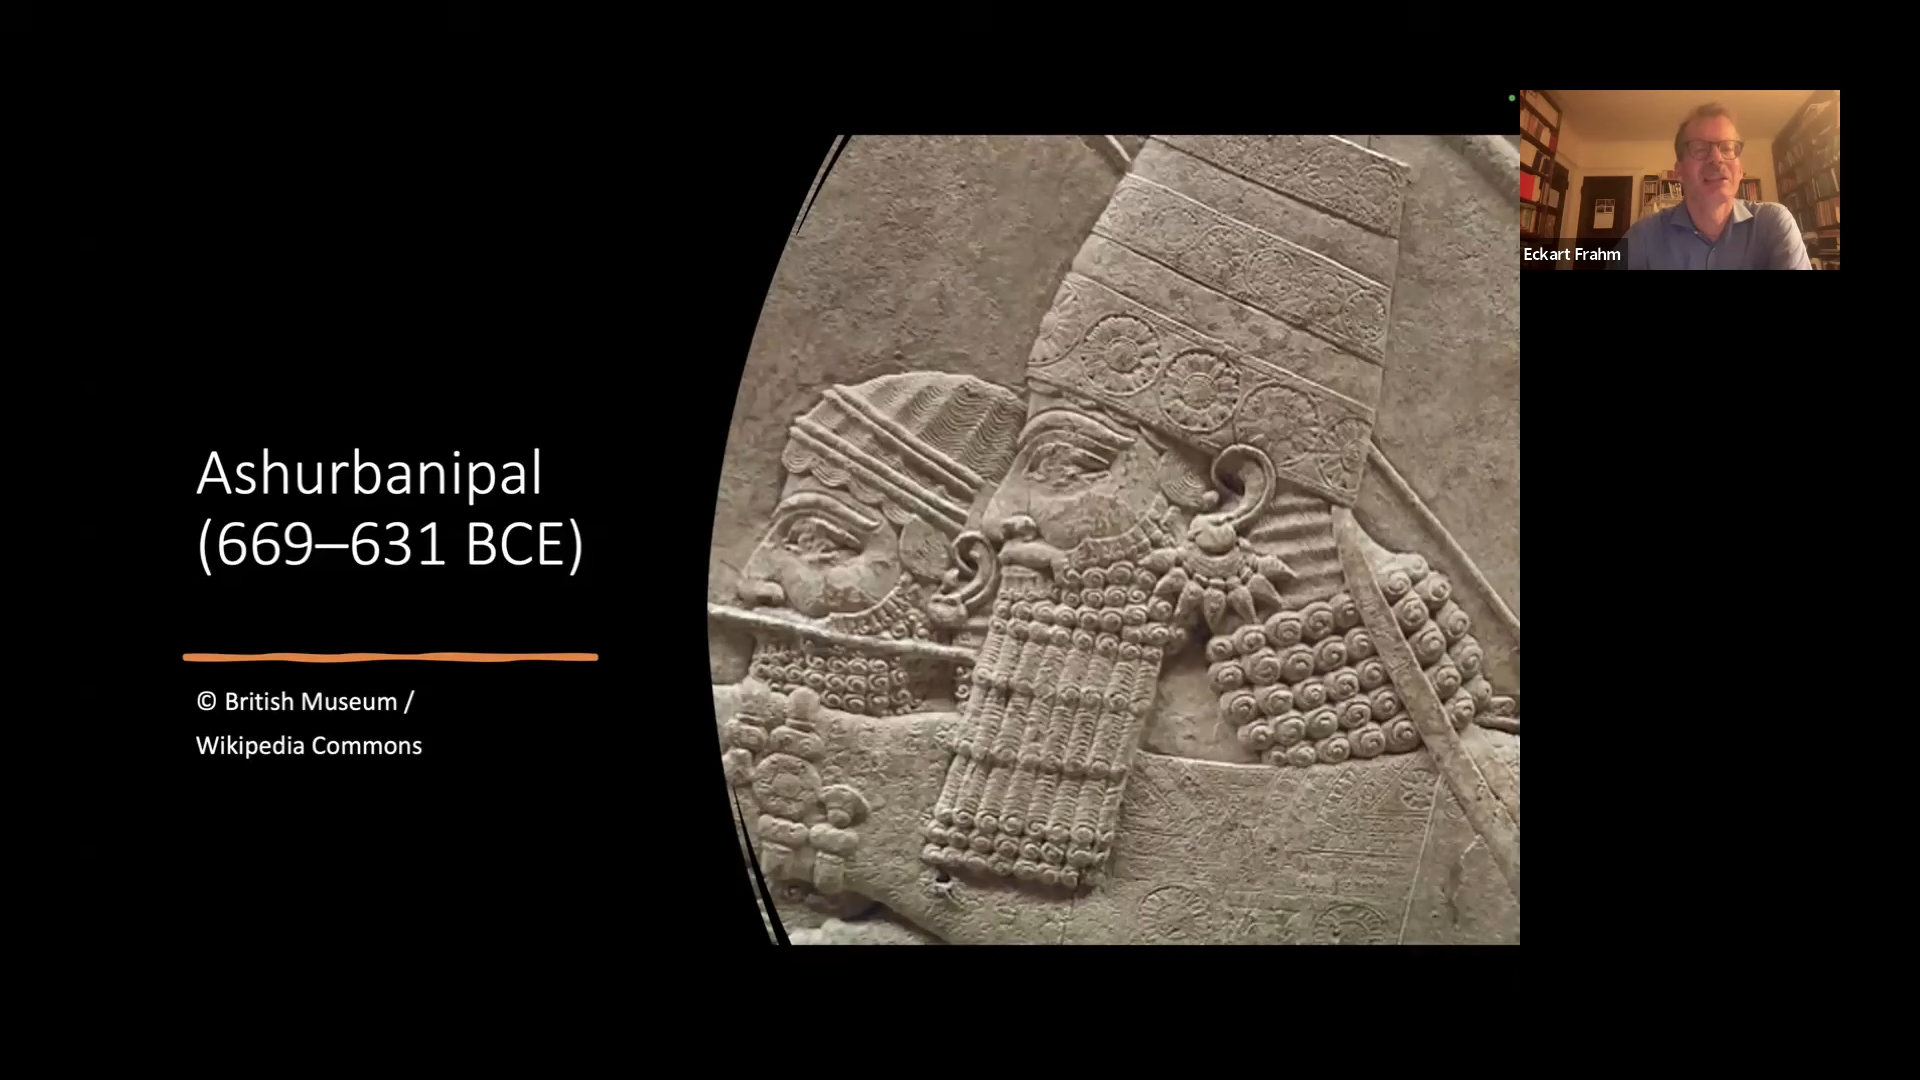 Ashurbanipal
(669–631 BCE)
© British Museum /
Wikipedia Commons
Eckart Frahm